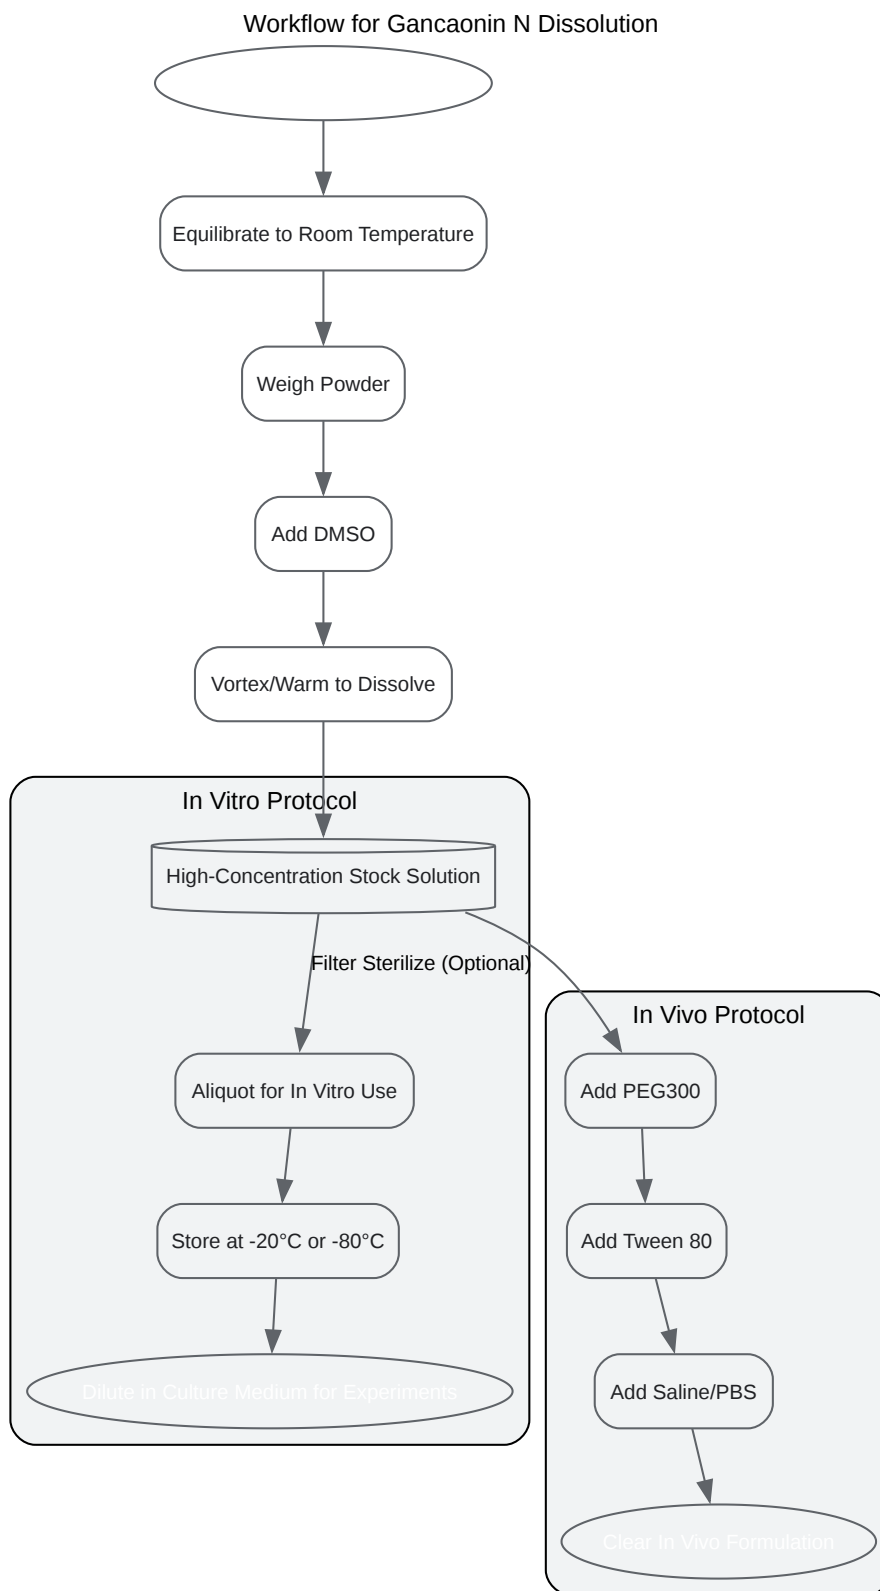 Workflow for Gancaonin N Dissolution
Equilibrate to Room Temperature
Weigh Powder
Add DMSO
Vortex/Warm to Dissolve
In Vitro Protocol
High-Concentration Stock Solution
Filter Sterilize (Optional)
Aliquot for In Vitro Use
Store at -20°C or -80°C
Dilute in Culture Medium for Experiments
In Vivo Protocol
Add PEG300
Add Tween 80
Add Saline/PBS
Clear In Vivo Formulation